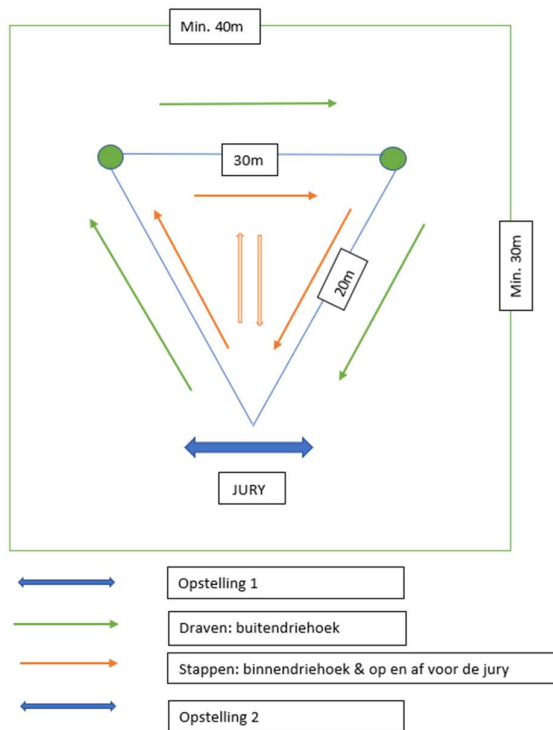 Min. 40m
30m
20m
Min. 30m
JURY
Opstelling 1
Draven: buitendriehoek
Stappen: binnendriehoek & op en af voor de jury
Opstelling 2